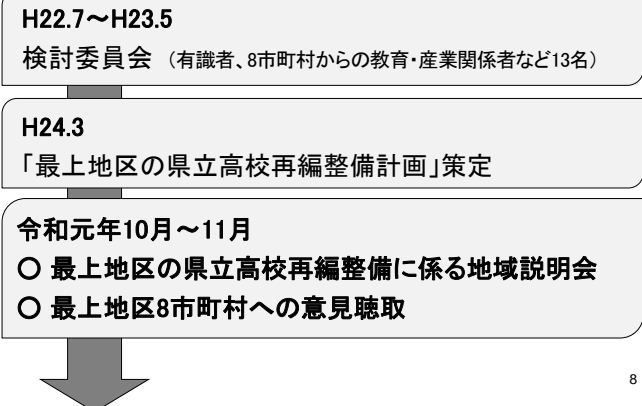 H22.7～H23.5
検討委員会 （有識者、8市町村からの教育・産業関係者など13名）
H24.3
「最上地区の県立高校再編整備計画」策定
令和元年10月～11月
〇 最上地区の県立高校再編整備に係る地域説明会
〇 最上地区8市町村への意見聴取
8